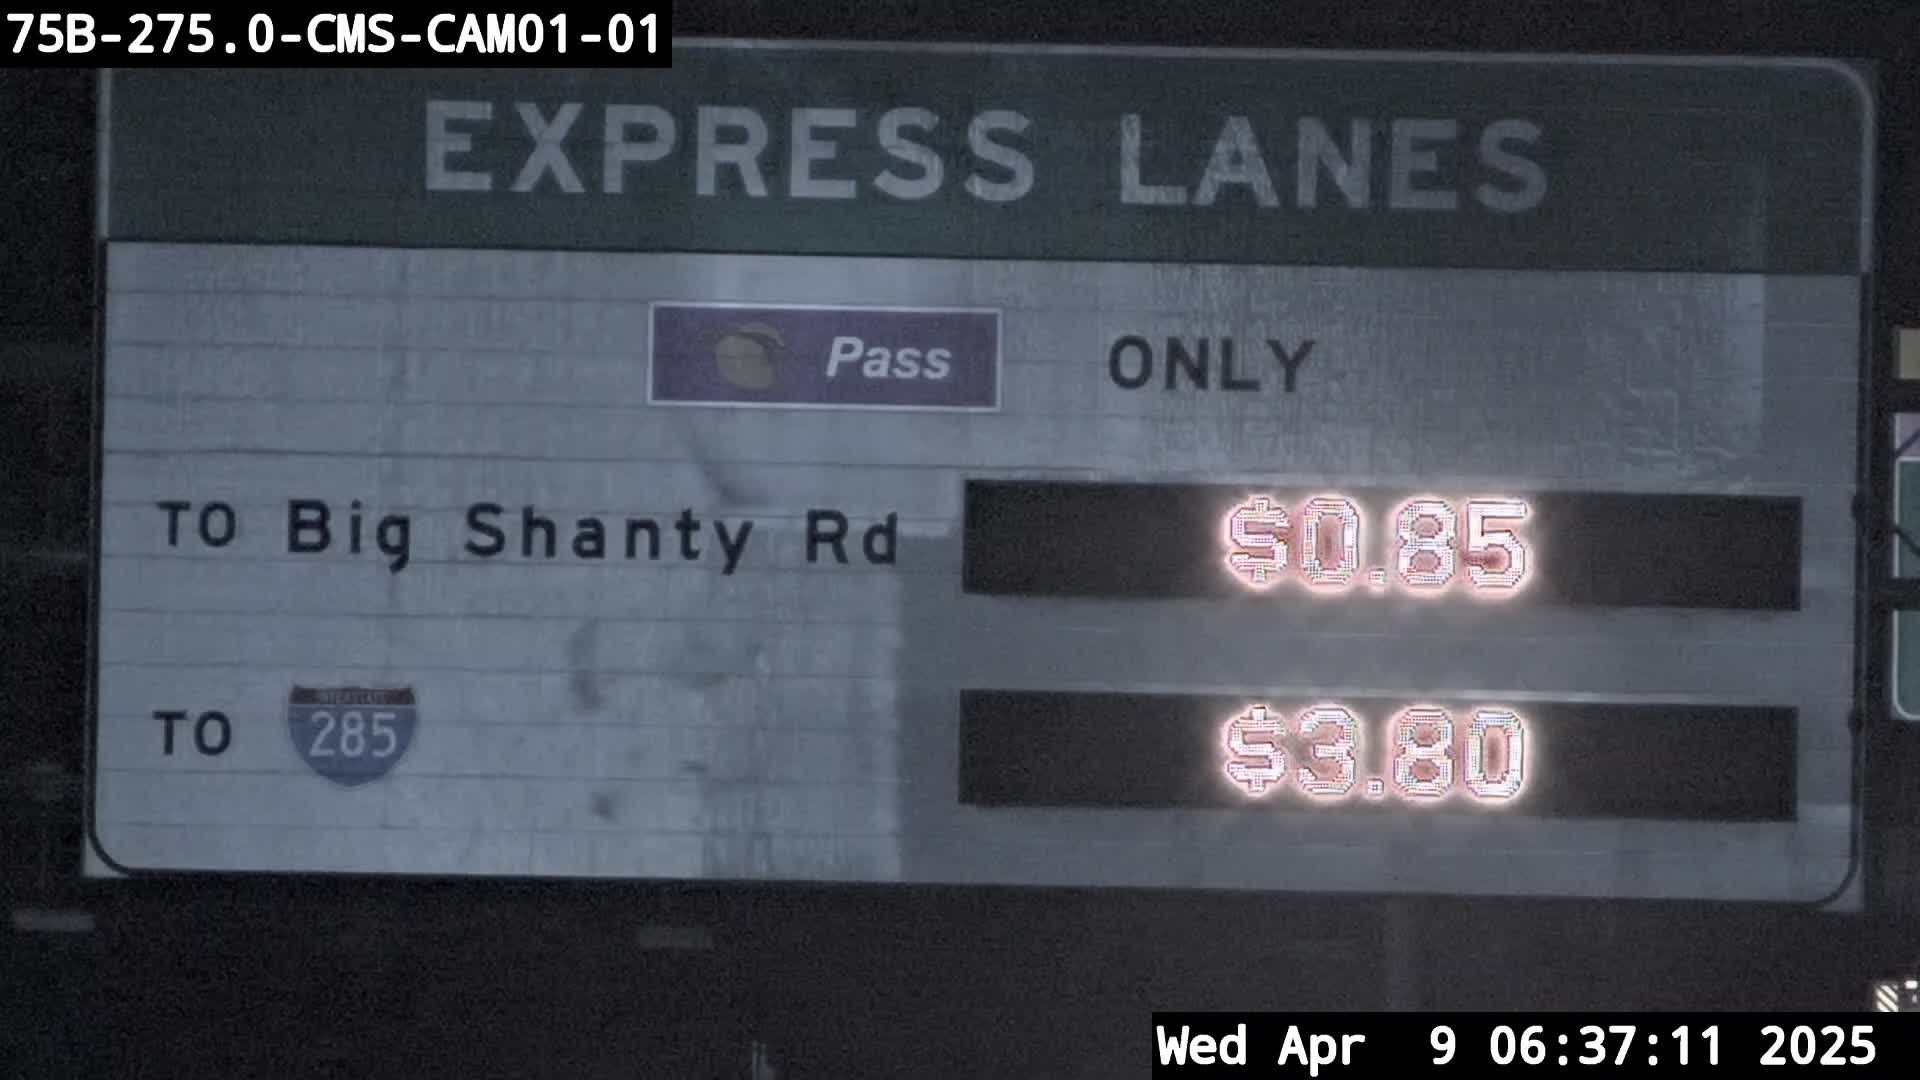 75B-275.0-CMS-CAM01-01
EXPRESS LANES
Pass ONLY
TO Big Shanty Rd $0.85
INTERSTATE
TO 285 $3.80
Wed Apr 9 06:37:11 2025